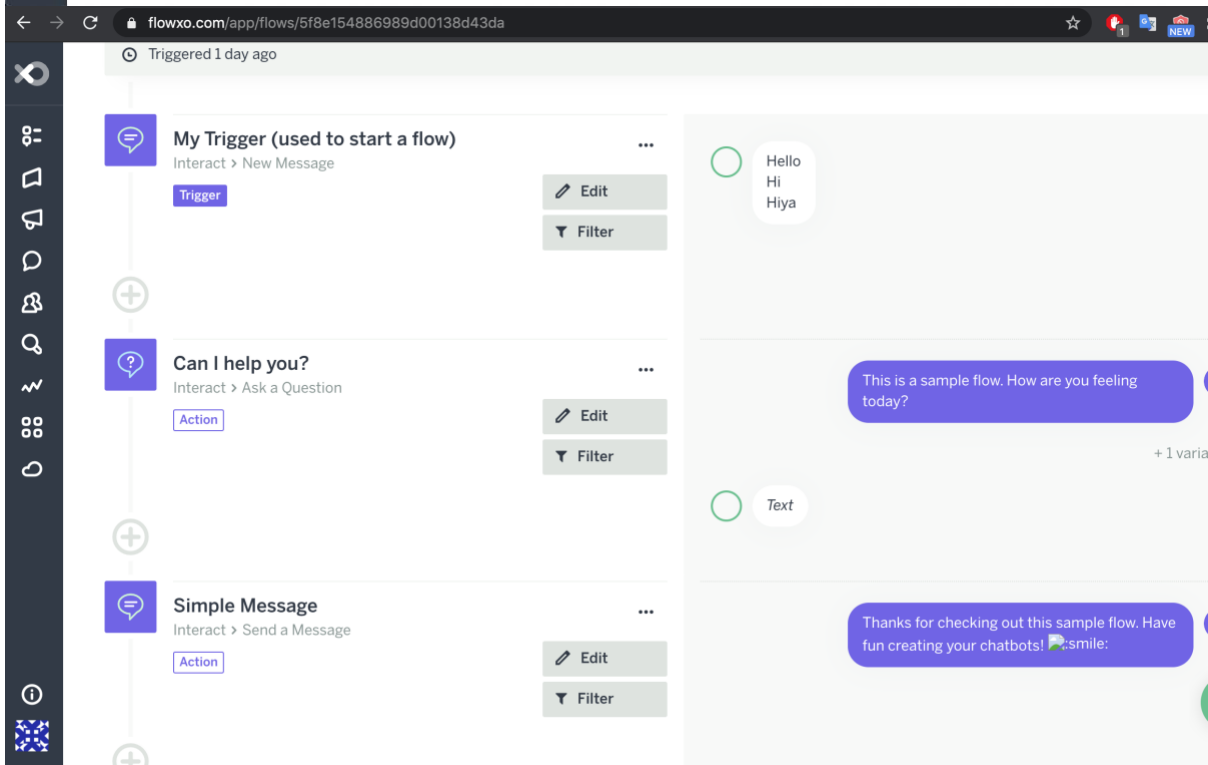 flowxo.com/app/flows/5f8e154886989d00138d43da
1
NEW
XO
Triggered 1 day ago
My Trigger (used to start a flow)
Interact > New Message
Trigger
Edit
Filter
Hello
Hi
Hiya
Can I help you?
Interact > Ask a Question
Action
Edit
Filter
This is a sample flow. How are you feeling
today?
+ 1 varia
Text
Simple Message
Interact > Send a Message
Action
Edit
Filter
Thanks for checking out this sample flow. Have
fun creating your chatbots! :smile: